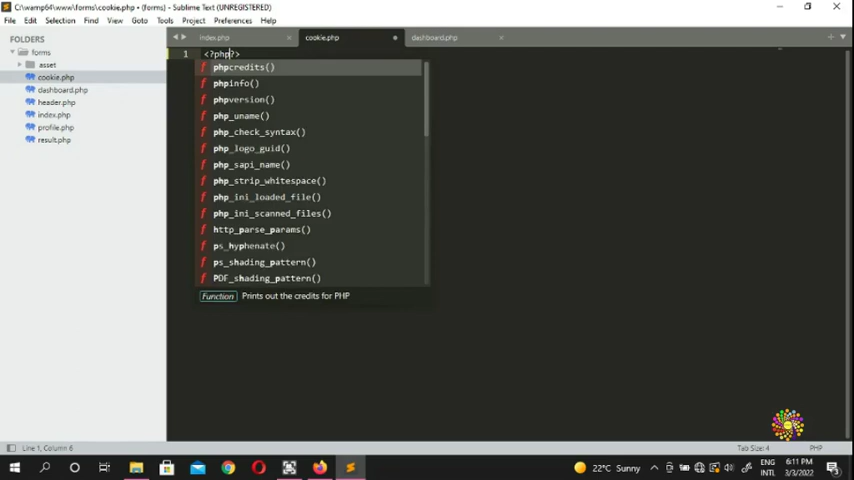 C:\wamp64\www\forms\cookie.php • (forms) - Sublime Text (UNREGISTERED)
File Edit Selection Find View Goto Tools Project Preferences Help
FOLDERS
forms
asset
cookie.php
dashboard.php
header.php
index.php
profile.php
result.php
index.php × cookie.php dashboard.php ×
1 <?php?>
f phpcredits()
f phpinfo()
f phpversion()
f php_uname()
f php_check_syntax()
f php_logo_guid()
f php_sapi_name()
f php_strip_whitespace()
f php_ini_loaded_file()
f php_ini_scanned_files()
f http_parse_params()
f ps_hyphenate()
f ps_shading_pattern()
f PDF_shading_pattern()
Function Prints out the credits for PHP
Line 1, Column 6 Tab Size: 4 PHP
22°C Sunny ENG 6:11 PM
INTL 3/3/2022 3